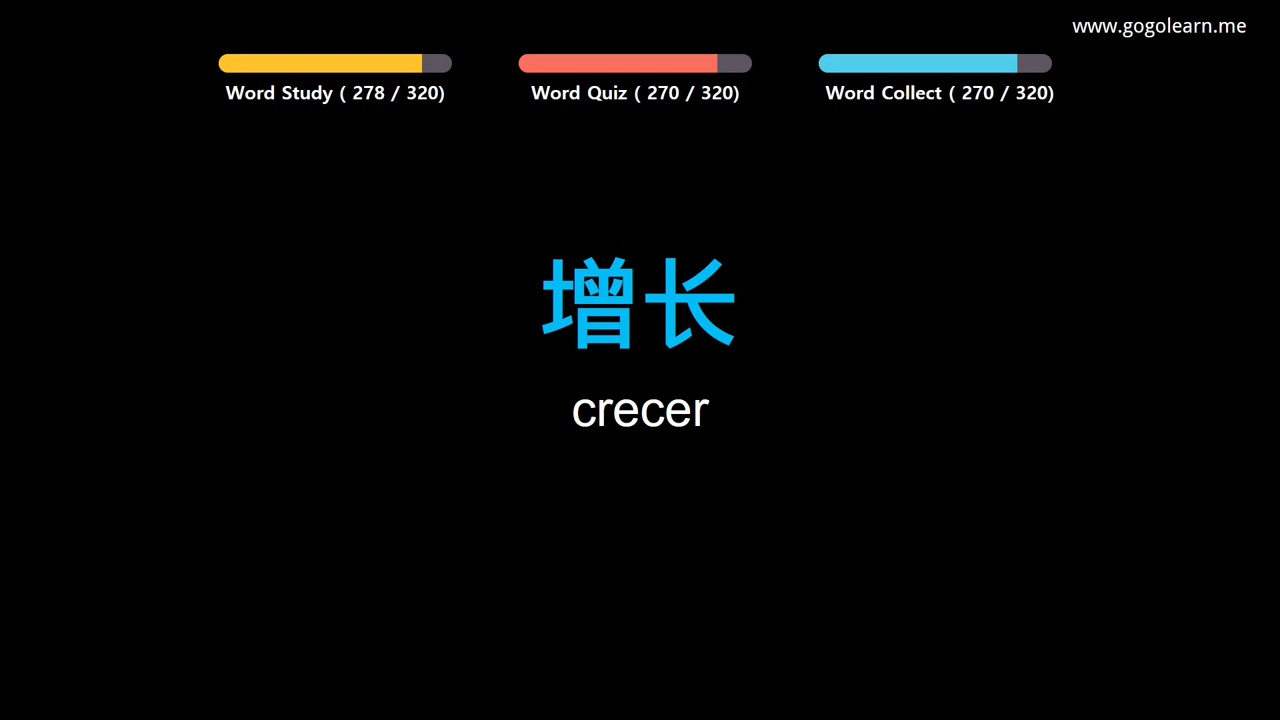 www.gogolearn.me
Word Study ( 278 / 320)
Word Quiz ( 270 / 320)
Word Collect ( 270 / 320)
增长
crecer